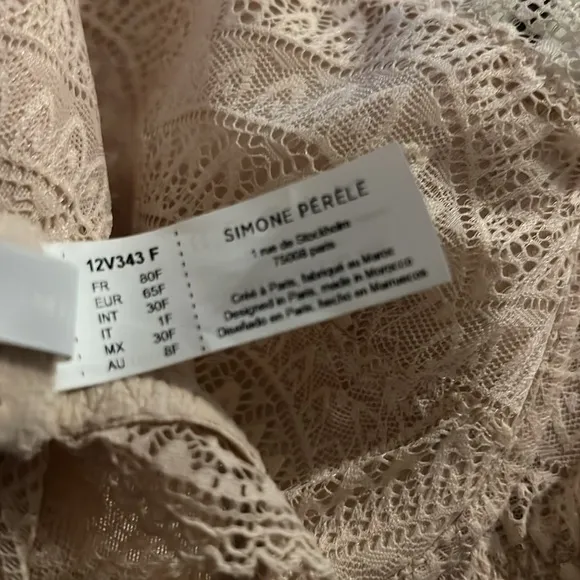 12V343 F
FR 80F
EUR 65F
INT 30F
IT 1F
MX 30F
AU 8F
SIMONE PÉRÈLE
1 rue de Stockholm
75008 paris
Créé à Paris, fabriqué au Maroc
Designed in Paris, made in Morocco
Diseñado en Paris, hecho en Marruecos